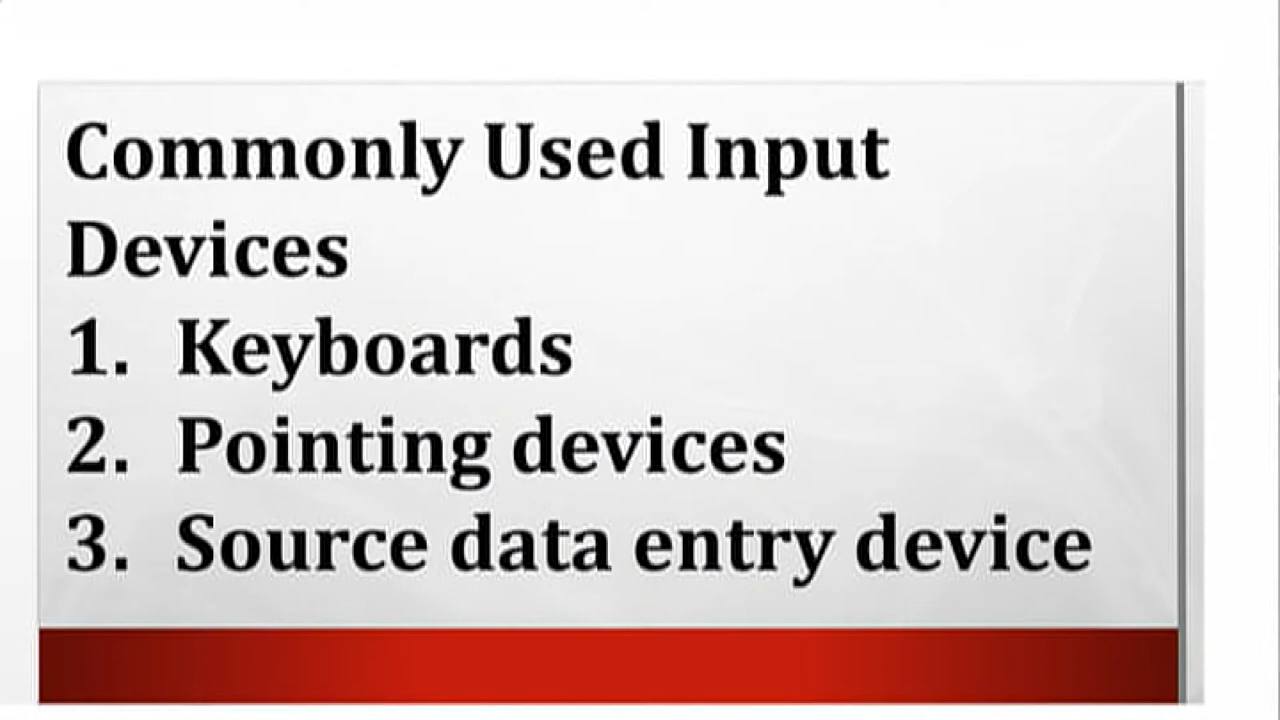 Commonly Used Input
Devices
1. Keyboards
2. Pointing devices
3. Source data entry device